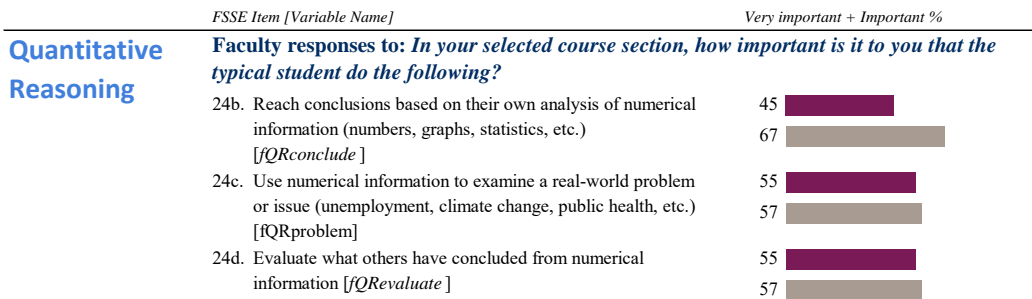 FSSE Item [Variable Name] Very important + Important %
Quantitative
Reasoning
Faculty responses to: In your selected course section, how important is it to you that the
typical student do the following?
24b. Reach conclusions based on their own analysis of numerical
information (numbers, graphs, statistics, etc.)
[fQRconclude ]
45
67
24c. Use numerical information to examine a real-world problem
or issue (unemployment, climate change, public health, etc.)
[fQRproblem]
55
57
24d. Evaluate what others have concluded from numerical
information [fQRevaluate ]
55
57